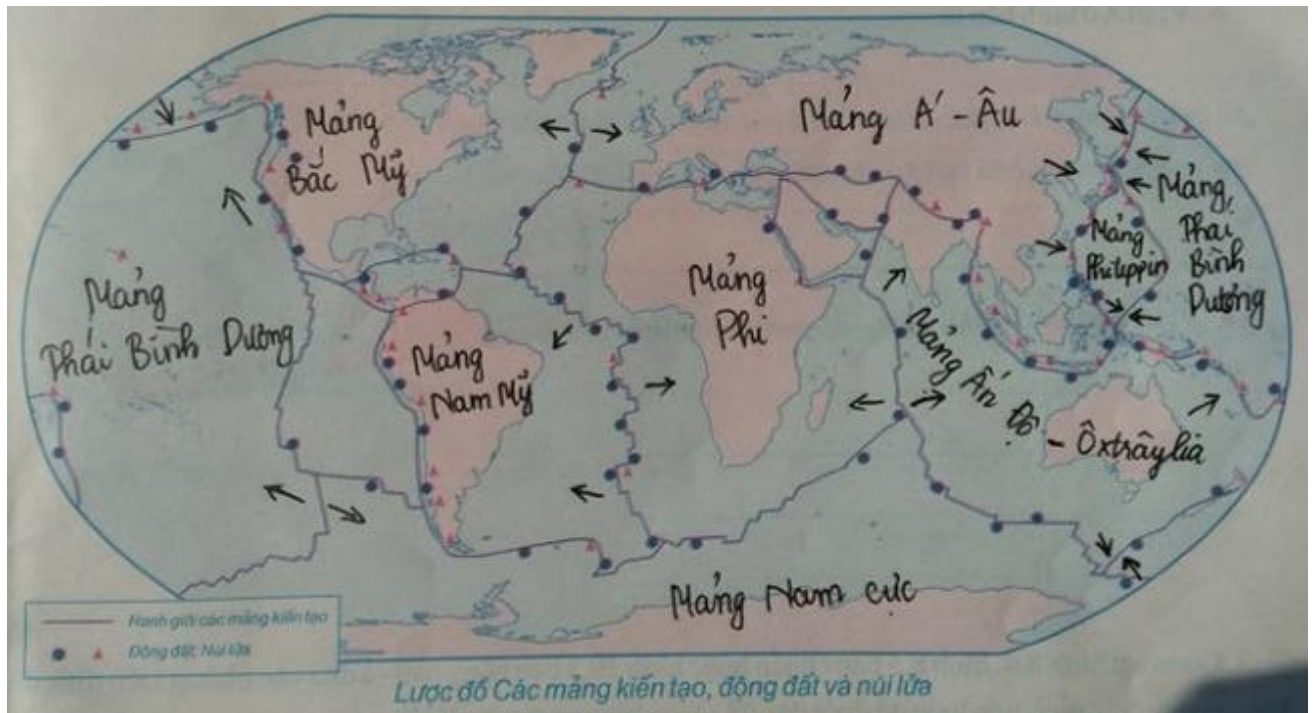 Mảng
Bắc Mỹ
Mảng Á - Âu
Mảng
Thái Bình Dương
Mảng
Nam Mỹ
Mảng
Phi
Mảng
Philippin
Mảng
Thái
Bình
Dương
Mảng Ấn Độ - Ôxtrâylia
Mảng Nam cực
Ranh giới các mảng kiến tạo
Động đất; Núi lửa
Lược đồ Các mảng kiến tạo, động đất và núi lửa